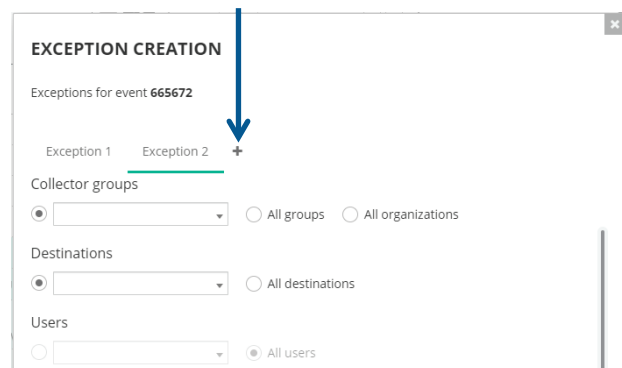 EXCEPTION CREATION
Exceptions for event 665672
Exception 1 Exception 2 +
Collector groups
All groups All organizations
Destinations
All destinations
Users
All users